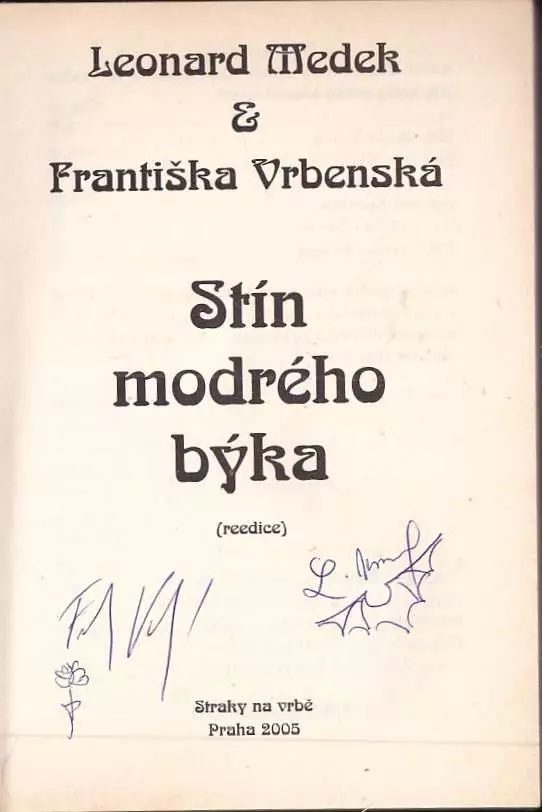 Leonard Medek
&
Františka Vrbenská
Stín
modrého
býka
(reedice)
Straky na vrbě
Praha 2005